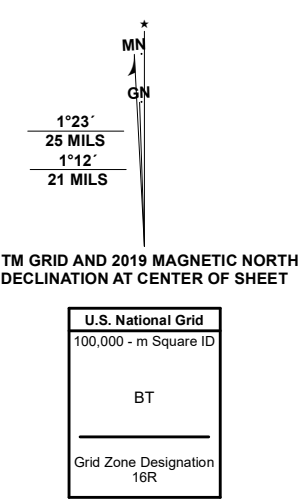 ★
MN
GN
1°23´
25 MILS
1°12´
21 MILS
TM GRID AND 2019 MAGNETIC NORTH
DECLINATION AT CENTER OF SHEET
U.S. National Grid
100,000 - m Square ID
BT
Grid Zone Designation
16R